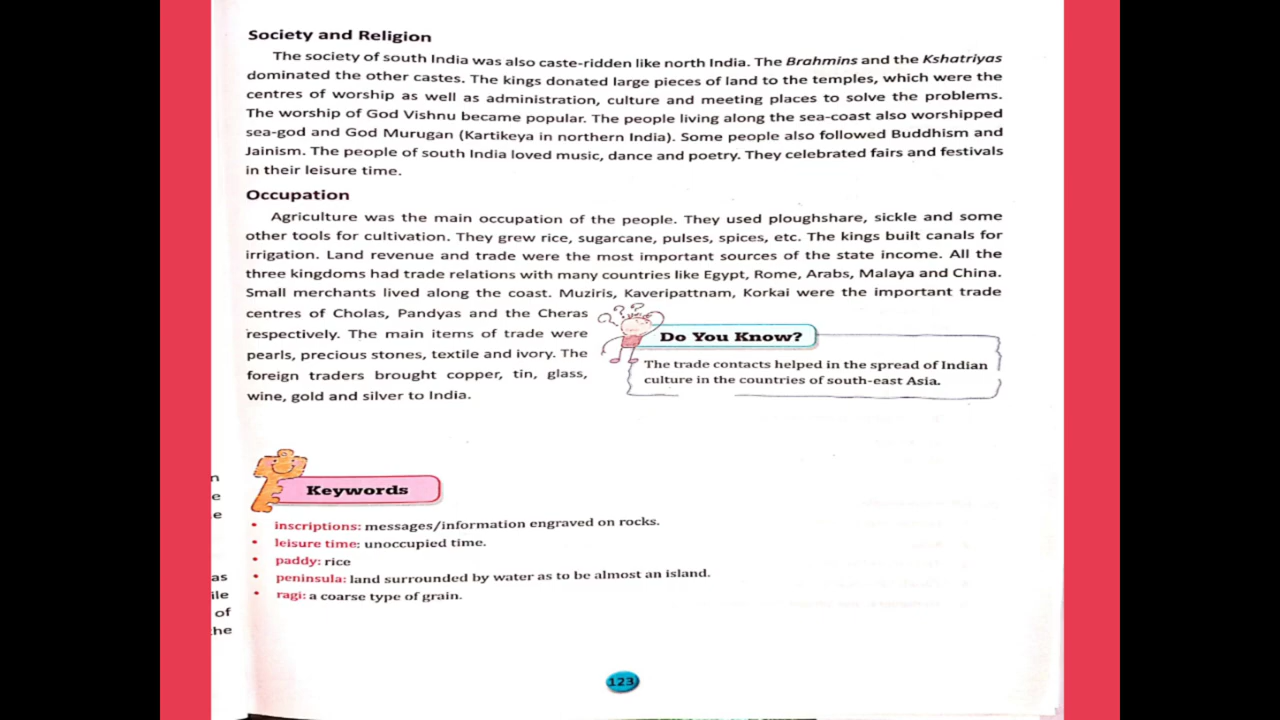 Society and Religion
The society of south India was also caste-ridden like north India. The Brahmins and the Kshatriyas
dominated the other castes. The kings donated large pieces of land to the temples, which were the
centres of worship as well as administration, culture and meeting places to solve the problems.
The worship of God Vishnu became popular. The people living along the sea-coast also worshipped
sea-god and God Murugan (Kartikeya in northern India). Some people also followed Buddhism and
Jainism. The people of south India loved music, dance and poetry. They celebrated fairs and festivals
in their leisure time.
Occupation
Agriculture was the main occupation of the people. They used ploughshare, sickle and some
other tools for cultivation. They grew rice, sugarcane, pulses, spices, etc. The kings built canals for
irrigation. Land revenue and trade were the most important sources of the state income. All the
three kingdoms had trade relations with many countries like Egypt, Rome, Arabs, Malaya and China.
Small merchants lived along the coast. Muziris, Kaveripattnam, Korkai were the important trade
centres of Cholas, Pandyas and the Cheras
respectively. The main items of trade were
pearls, precious stones, textile and ivory. The
foreign traders brought copper, tin, glass,
wine, gold and silver to India.
???
Do You Know?
The trade contacts helped in the spread of Indian
culture in the countries of south-east Asia.
Keywords
• inscriptions: messages/information engraved on rocks.
• leisure time: unoccupied time.
• paddy: rice
• peninsula: land surrounded by water as to be almost an island.
• ragi: a coarse type of grain.
n
e
e
as
ile
of
the
123